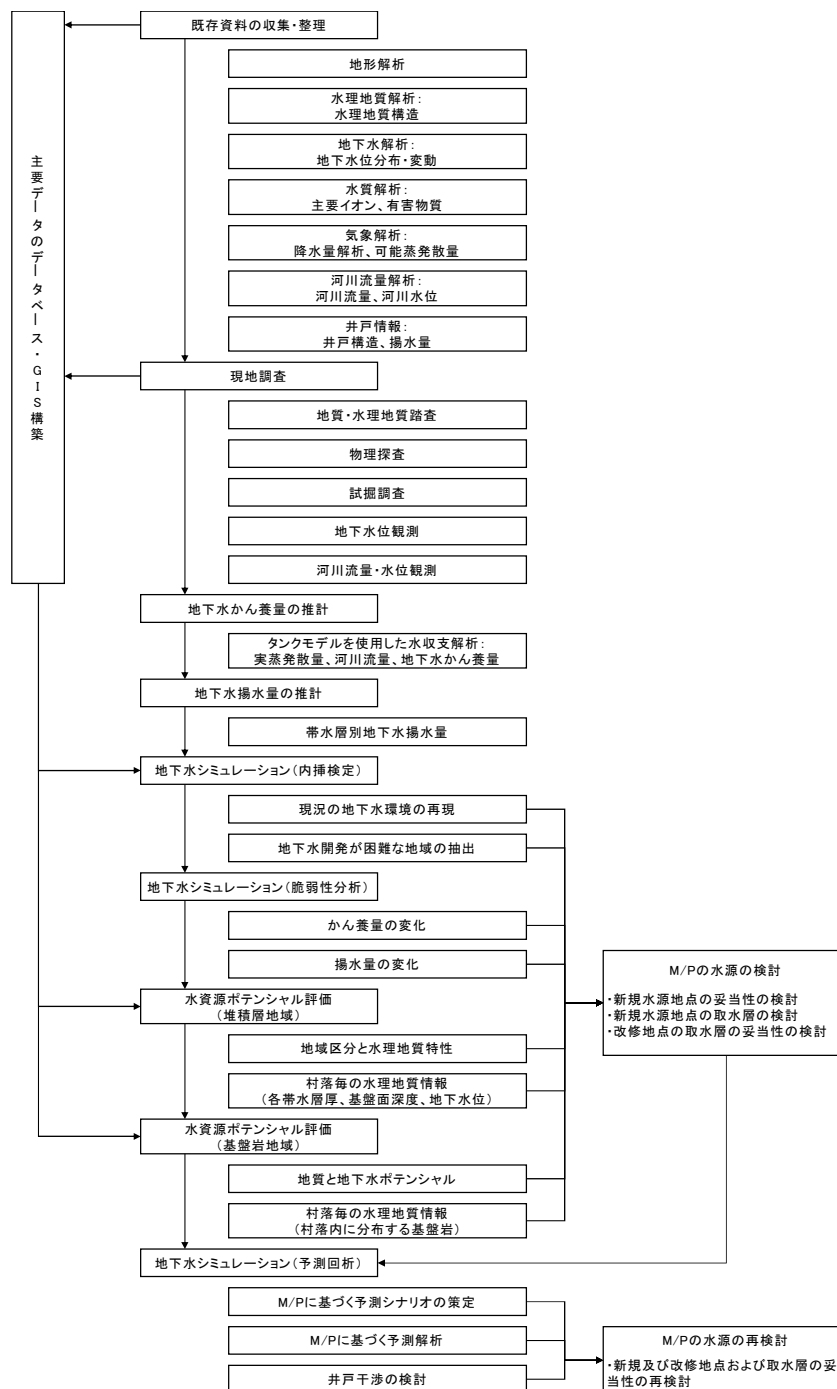 既存資料の収集・整理
地形解析
水理地質解析：
水理地質構造
地下水解析：
地下水位分布・変動
水質解析：
主要イオン、有害物質
気象解析：
降水量解析、可能蒸発散量
河川流量解析：
河川流量、河川水位
井戸情報：
井戸構造、揚水量
主要データのデータベース・GIS構築
現地調査
地質・水理地質踏査
物理探査
試掘調査
地下水位観測
河川流量・水位観測
地下水かん養量の推計
タンクモデルを使用した水収支解析：
実蒸発散量、河川流量、地下水かん養量
地下水揚水量の推計
帯水層別地下水揚水量
地下水シミュレーション（内挿検定）
現況の地下水環境の再現
地下水開発が困難な地域の抽出
地下水シミュレーション（脆弱性分析）
かん養量の変化
揚水量の変化
水資源ポテンシャル評価
（堆積層地域）
地域区分と水理地質特性
村落毎の水理地質情報
（各帯水層厚、基盤面深度、地下水位）
水資源ポテンシャル評価
（基盤岩地域）
地質と地下水ポテンシャル
村落毎の水理地質情報
（村落内に分布する基盤岩）
M/Pの水源の検討
・新規水源地点の妥当性の検討
・新規水源地点の取水層の検討
・改修地点の取水層の妥当性の検討
地下水シミュレーション（予測回析）
M/Pに基づく予測シナリオの策定
M/Pに基づく予測解析
井戸干渉の検討
M/Pの水源の再検討
・新規及び改修地点および取水層の妥
当性の再検討